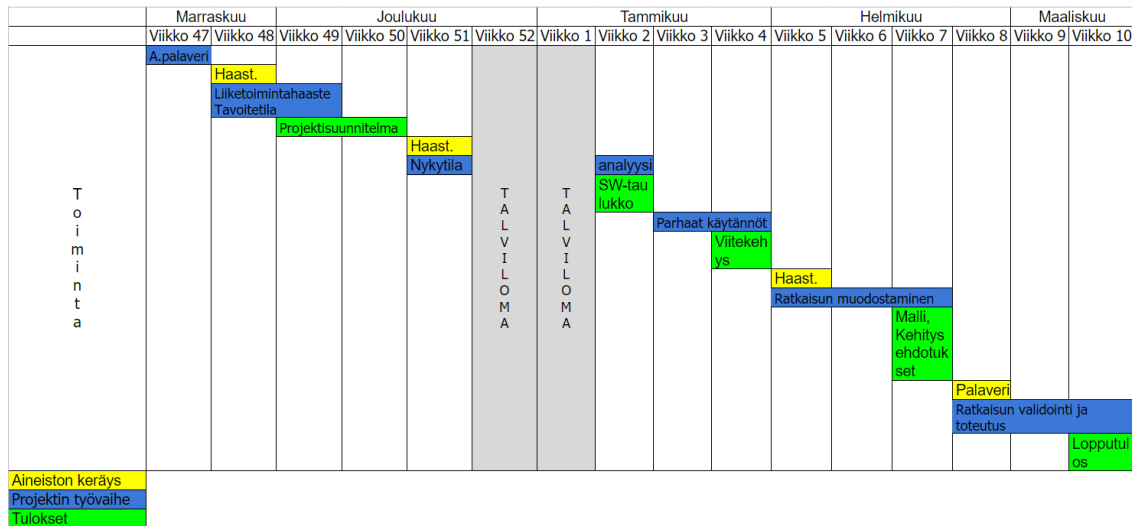 Marraskuu Joulukuu Tammikuu Helmikuu Maaliskuu
Viikko 47 Viikko 48 Viikko 49 Viikko 50 Viikko 51 Viikko 52 Viikko 1 Viikko 2 Viikko 3 Viikko 4 Viikko 5 Viikko 6 Viikko 7 Viikko 8 Viikko 9 Viikko 10
Toiminta
A.palaveri
Haast.
Liiketoimintahaaste
Tavoitetila
Projektisuunnitelma
Haast.
Nykytila
TALVILOMA
TALVILOMA
analyysi
SW-tau
lukko
Parhaat käytännöt
Viitekeh
ys
Haast.
Ratkaisun muodostaminen
Malli,
Kehitys
ehdotuk
set
Palaveri
Ratkaisun validointi ja
toteutus
Lopputul
os
Aineiston keräys
Projektin työvaihe
Tulokset